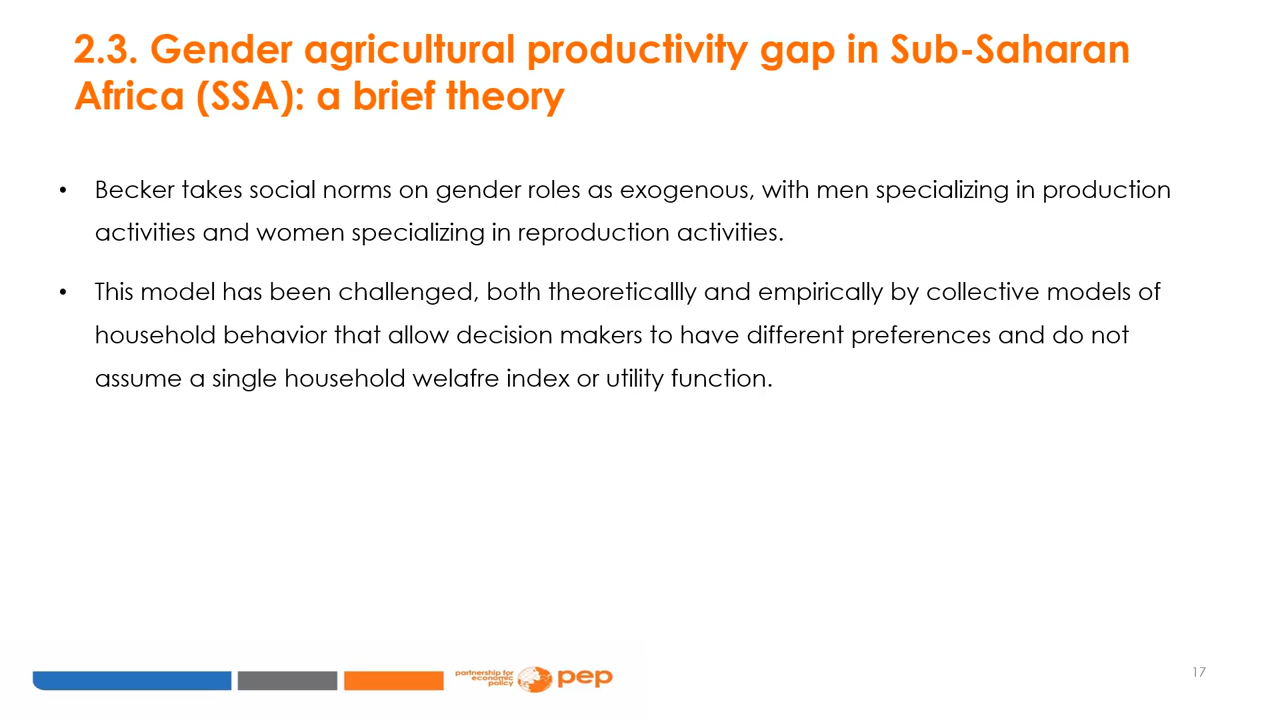 2.3. Gender agricultural productivity gap in Sub-Saharan
Africa (SSA): a brief theory
• Becker takes social norms on gender roles as exogenous, with men specializing in production
activities and women specializing in reproduction activities.
• This model has been challenged, both theoreticallly and empirically by collective models of
household behavior that allow decision makers to have different preferences and do not
assume a single household welafre index or utility function.
partnership for
economic
policy
pep
17